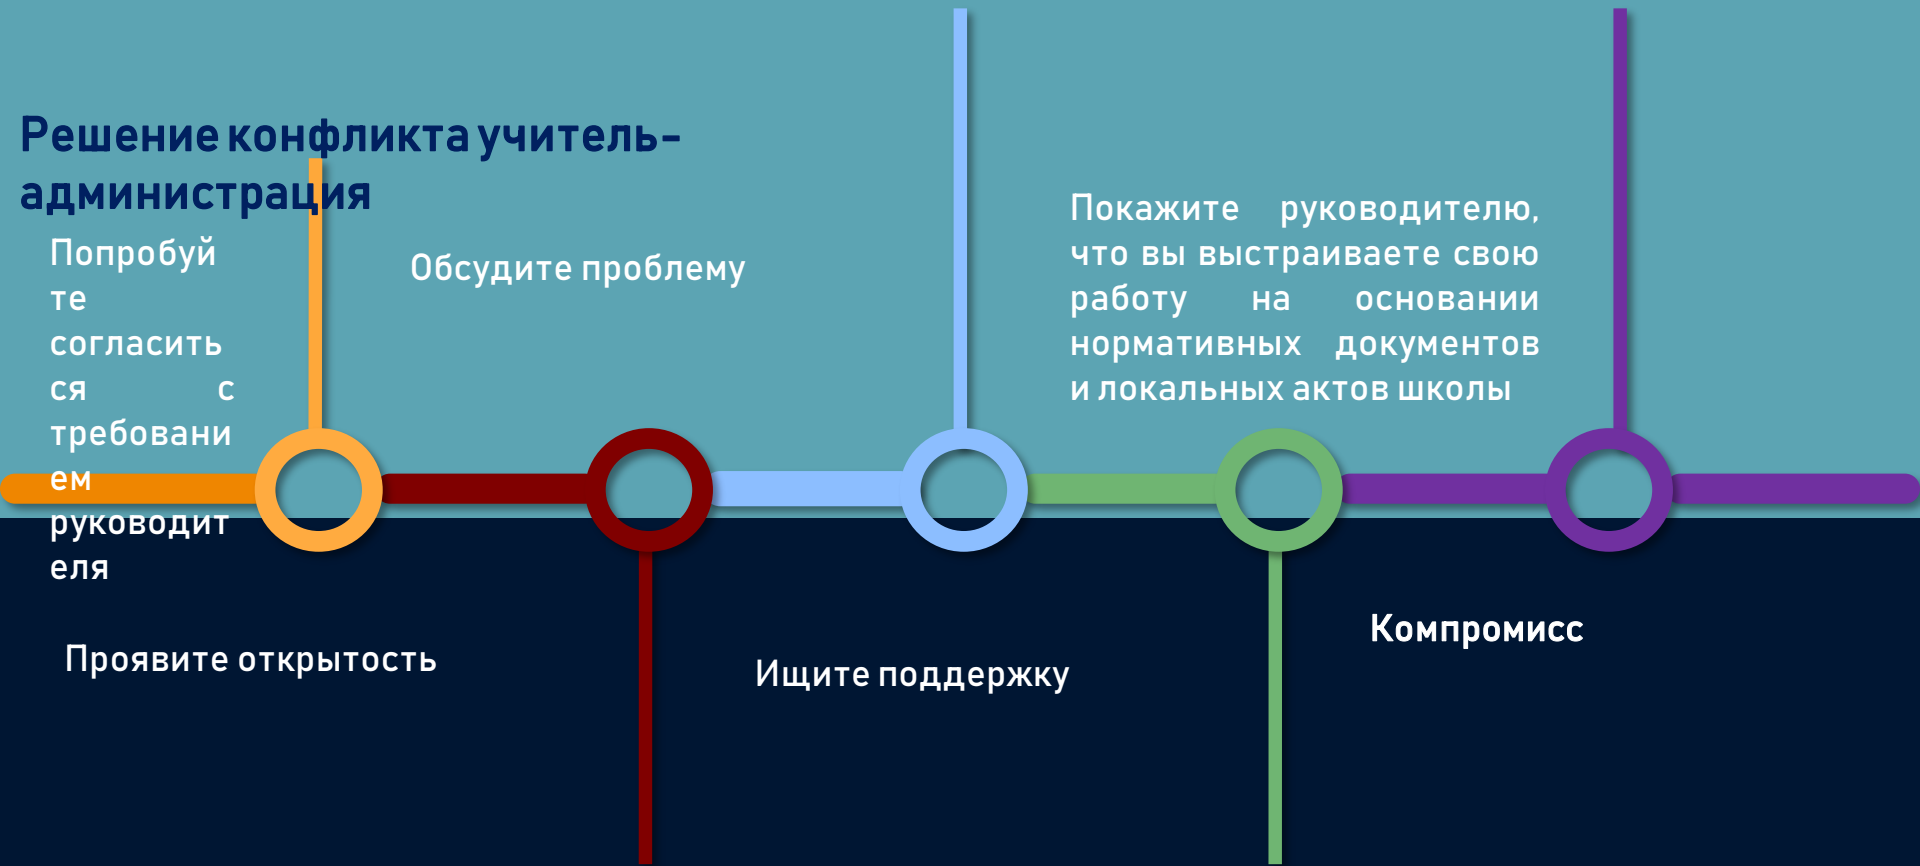 Решение конфликта учитель-
администрация
Попробуй
те
согласить
ся с
требовани
ем
руководит
еля
Обсудите проблему
Покажите руководителю,
что вы выстраиваете свою
работу на основании
нормативных документов
и локальных актов школы
Проявите открытость
Ищите поддержку
Компромисс